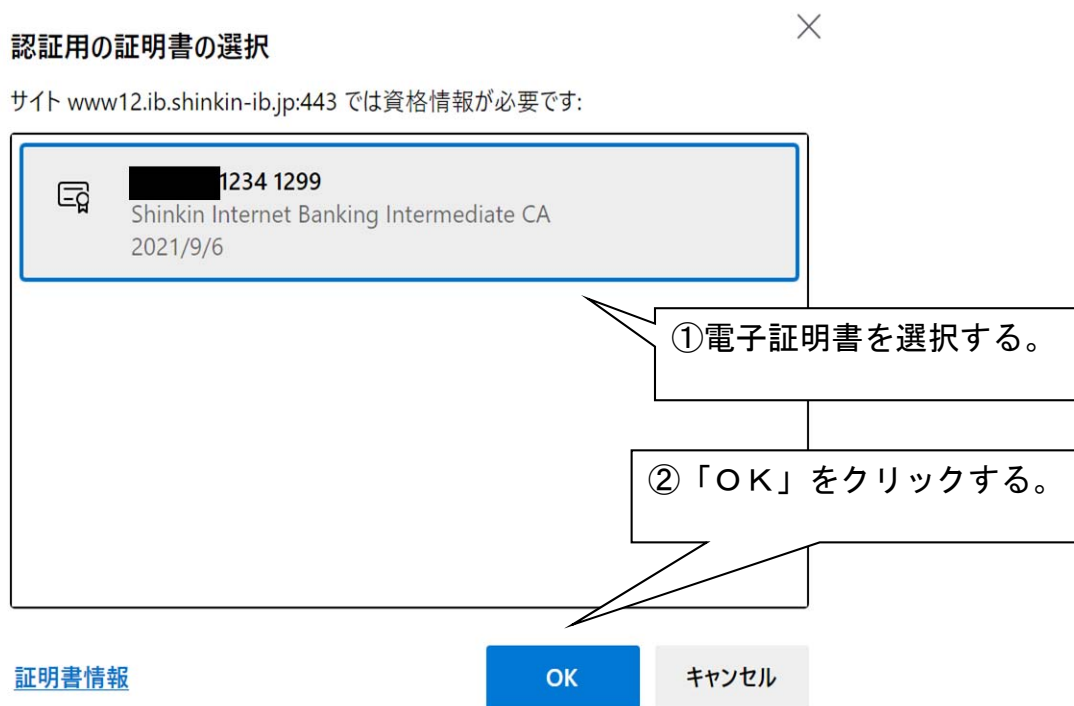 認証用の証明書の選択
サイト www12.ib.shinkin-ib.jp:443 では資格情報が必要です:
1234 1299
Shinkin Internet Banking Intermediate CA
2021/9/6
①電子証明書を選択する。
②「ＯＫ」をクリックする。
証明書情報
OK
キャンセル